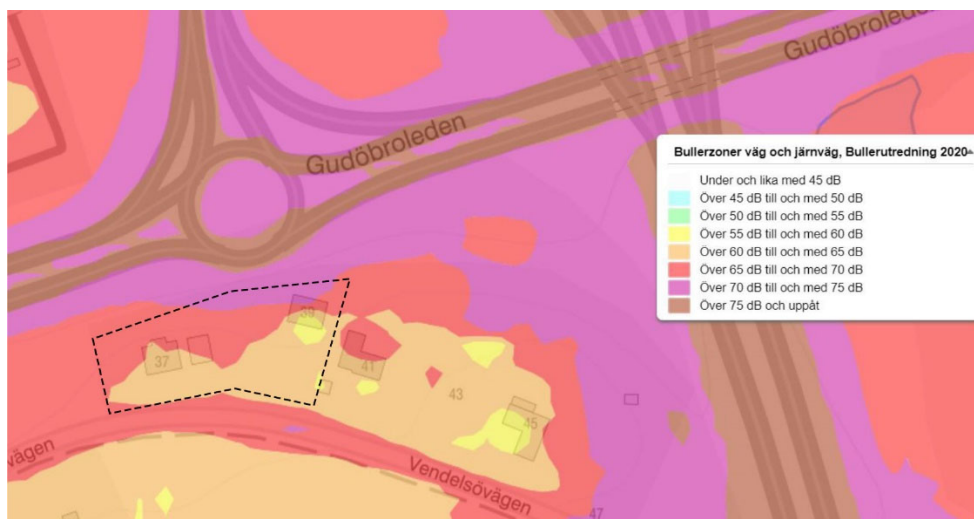 Gudöbroleden
Gudöbroleden
Bullerzoner väg och järnväg, Bullerutredning 2020
Under och lika med 45 dB
Över 45 dB till och med 50 dB
Över 50 dB till och med 55 dB
Över 55 dB till och med 60 dB
Över 60 dB till och med 65 dB
Över 65 dB till och med 70 dB
Över 70 dB till och med 75 dB
Över 75 dB och uppåt
39
37
41
43
45
vägen
Vendelsövägen
47